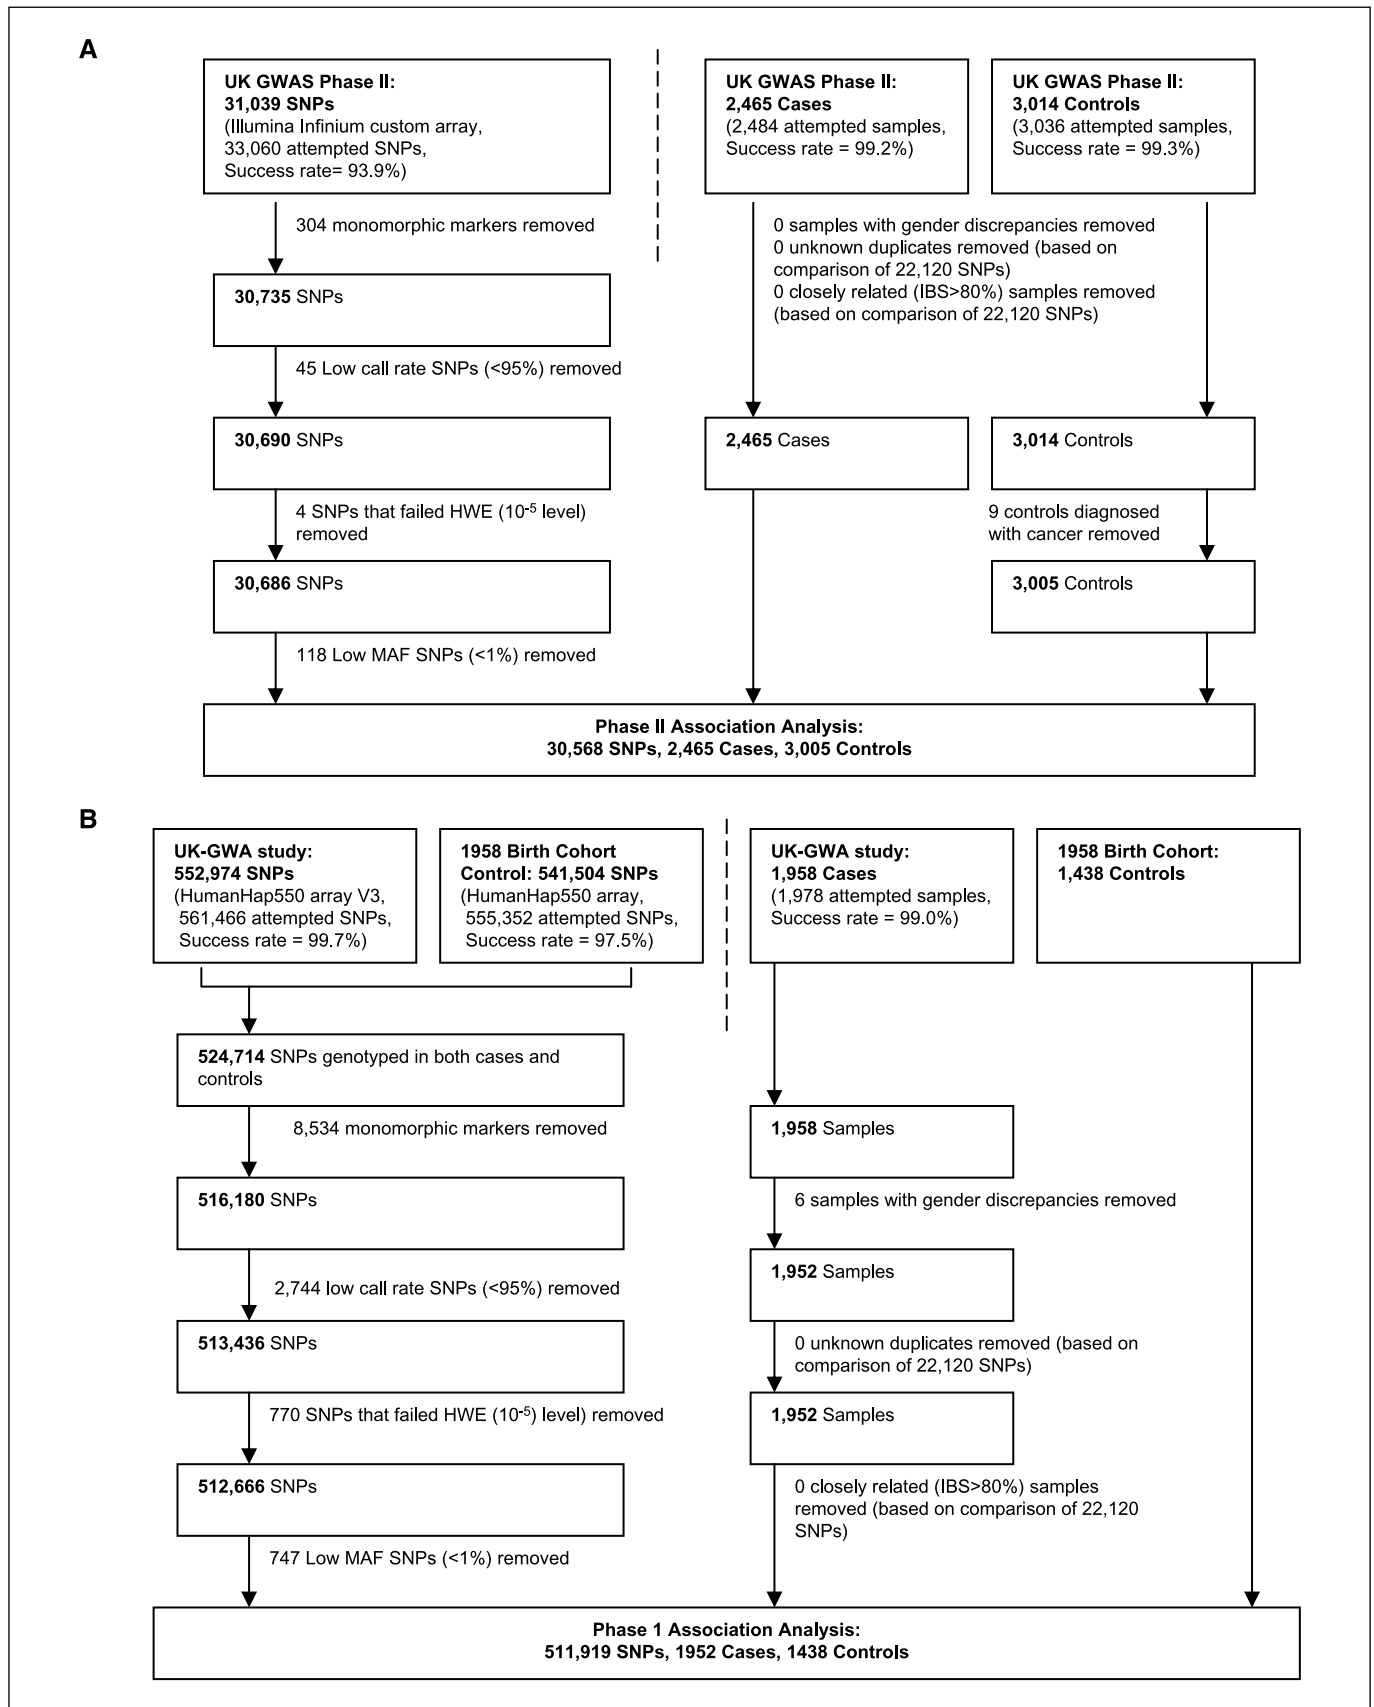 A
UK GWAS Phase II:
31,039 SNPs
(Illumina Infinium custom array,
33,060 attempted SNPs,
Success rate= 93.9%)
304 monomorphic markers removed
30,735 SNPs
45 Low call rate SNPs (<95%) removed
30,690 SNPs
4 SNPs that failed HWE (10-5 level)
removed
30,686 SNPs
118 Low MAF SNPs (<1%) removed
UK GWAS Phase II:
2,465 Cases
(2,484 attempted samples,
Success rate = 99.2%)
UK GWAS Phase II:
3,014 Controls
(3,036 attempted samples,
Success rate = 99.3%)
0 samples with gender discrepancies removed
0 unknown duplicates removed (based on
comparison of 22,120 SNPs)
0 closely related (IBS>80%) samples removed
(based on comparison of 22,120 SNPs)
2,465 Cases
3,014 Controls
9 controls diagnosed
with cancer removed
3,005 Controls
Phase II Association Analysis:
30,568 SNPs, 2,465 Cases, 3,005 Controls
B
UK-GWA study:
552,974 SNPs
(HumanHap550 array V3,
561,466 attempted SNPs,
Success rate = 99.7%)
1958 Birth Cohort
Control: 541,504 SNPs
(HumanHap550 array,
555,352 attempted SNPs,
Success rate = 97.5%)
524,714 SNPs genotyped in both cases and
controls
8,534 monomorphic markers removed
516,180 SNPs
2,744 low call rate SNPs (<95%) removed
513,436 SNPs
770 SNPs that failed HWE (10-5) level) removed
512,666 SNPs
747 Low MAF SNPs (<1%) removed
UK-GWA study:
1,958 Cases
(1,978 attempted samples,
Success rate = 99.0%)
1958 Birth Cohort:
1,438 Controls
1,958 Samples
6 samples with gender discrepancies removed
1,952 Samples
0 unknown duplicates removed (based on
comparison of 22,120 SNPs)
1,952 Samples
0 closely related (IBS>80%) samples
removed (based on comparison of 22,120
SNPs)
Phase 1 Association Analysis:
511,919 SNPs, 1952 Cases, 1438 Controls